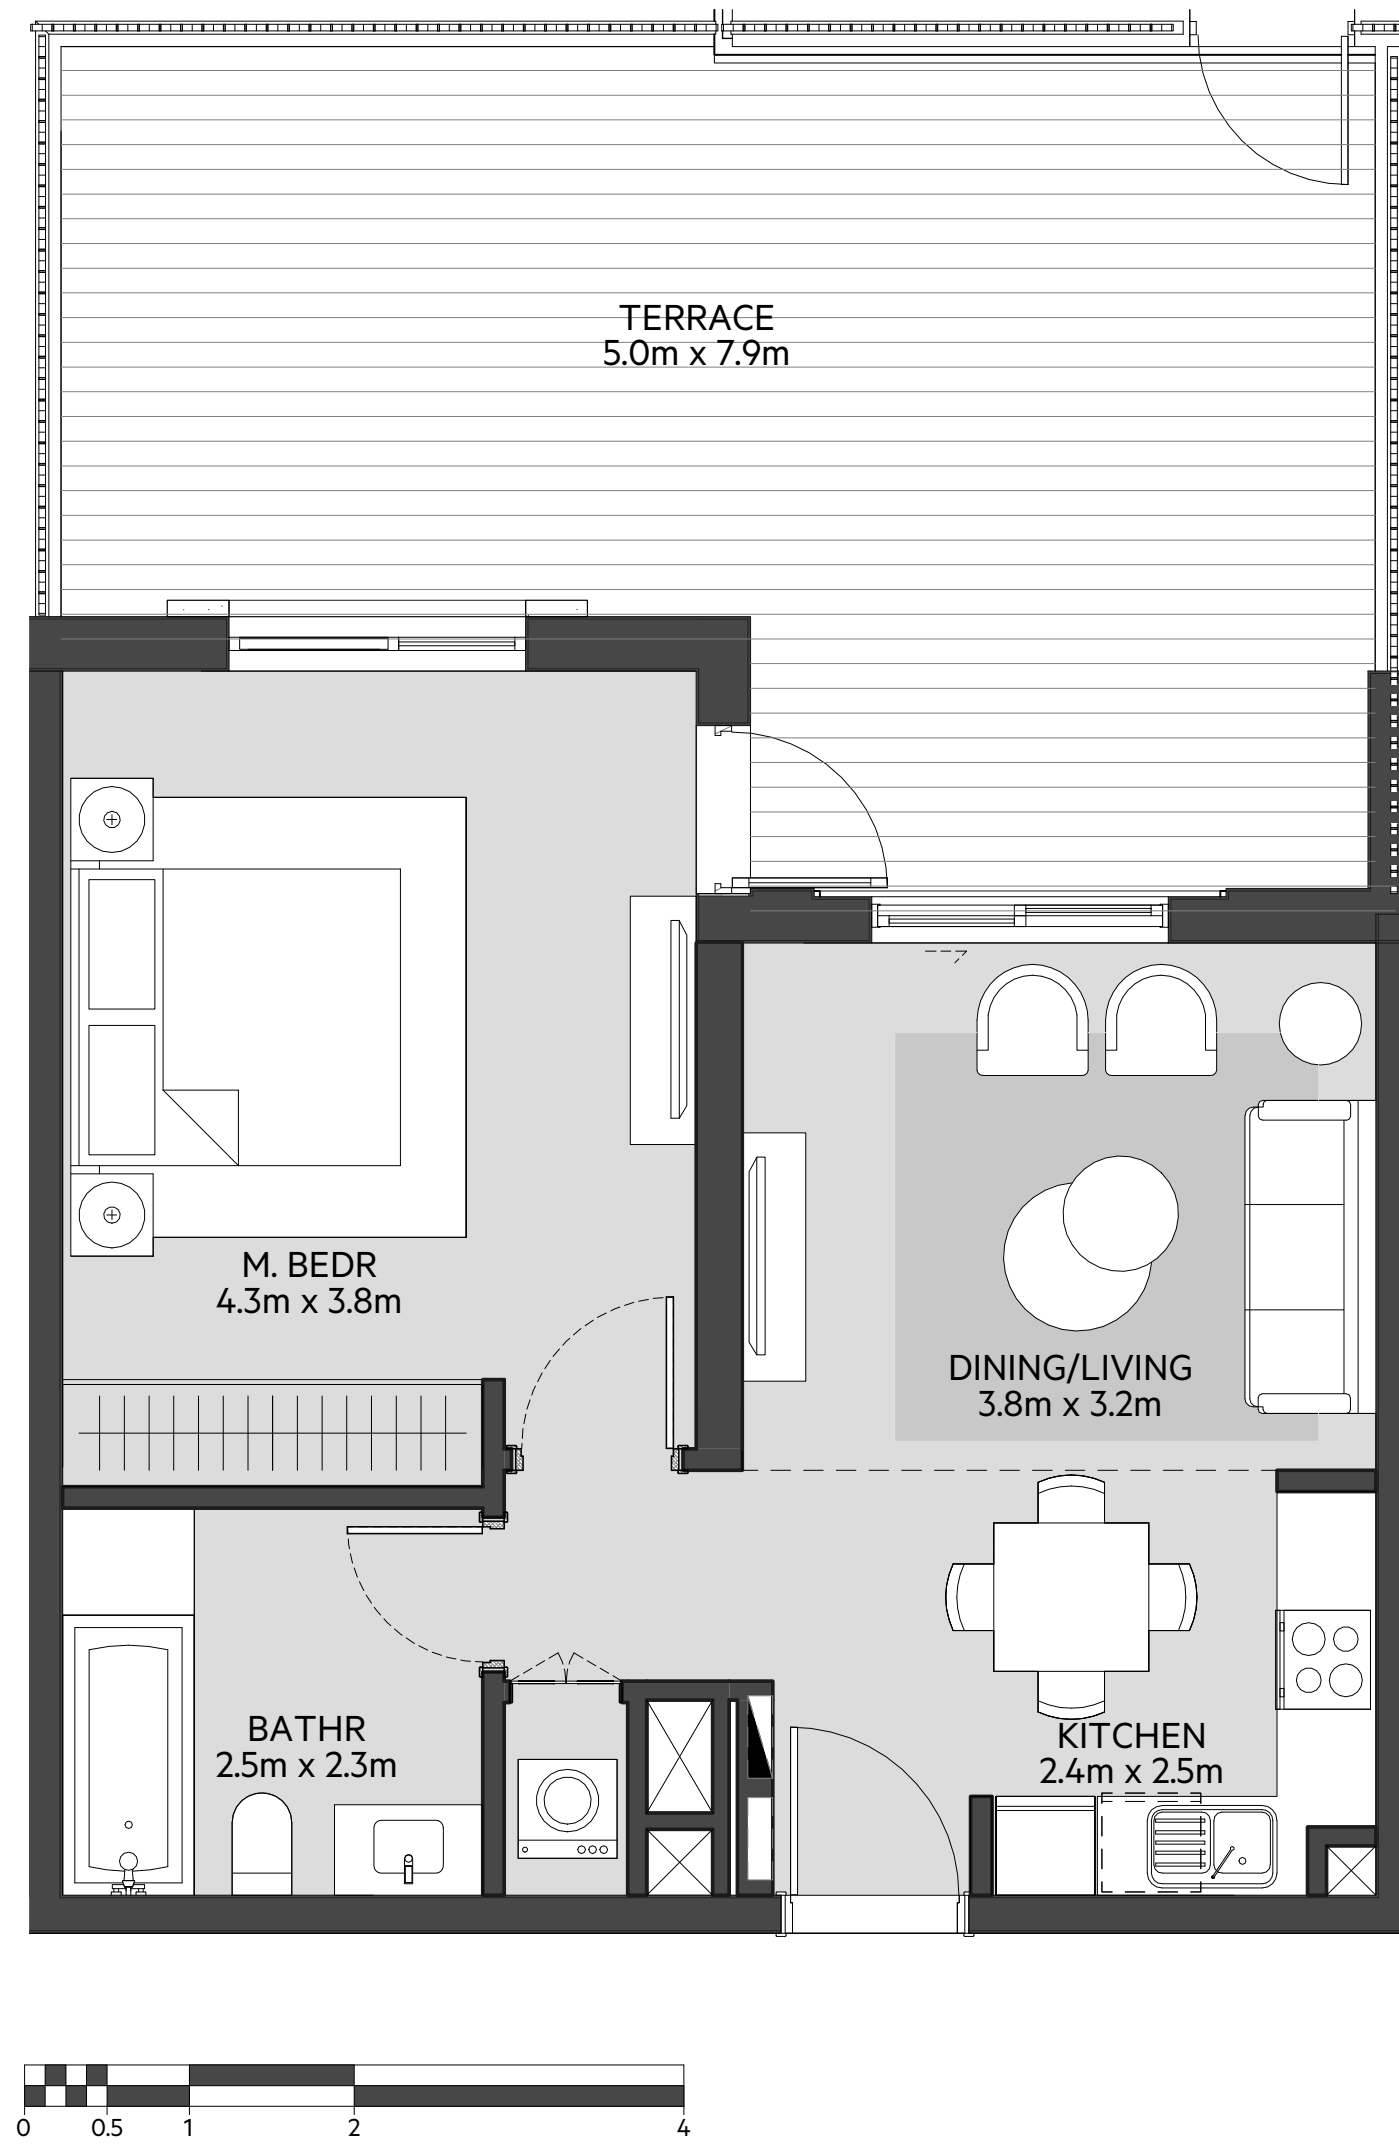 TERRACE
5.0m x 7.9m
M. BEDR
4.3m x 3.8m
DINING/LIVING
3.8m x 3.2m
BATHR
2.5m x 2.3m
KITCHEN
2.4m x 2.5m
0 0.5 1 2 4